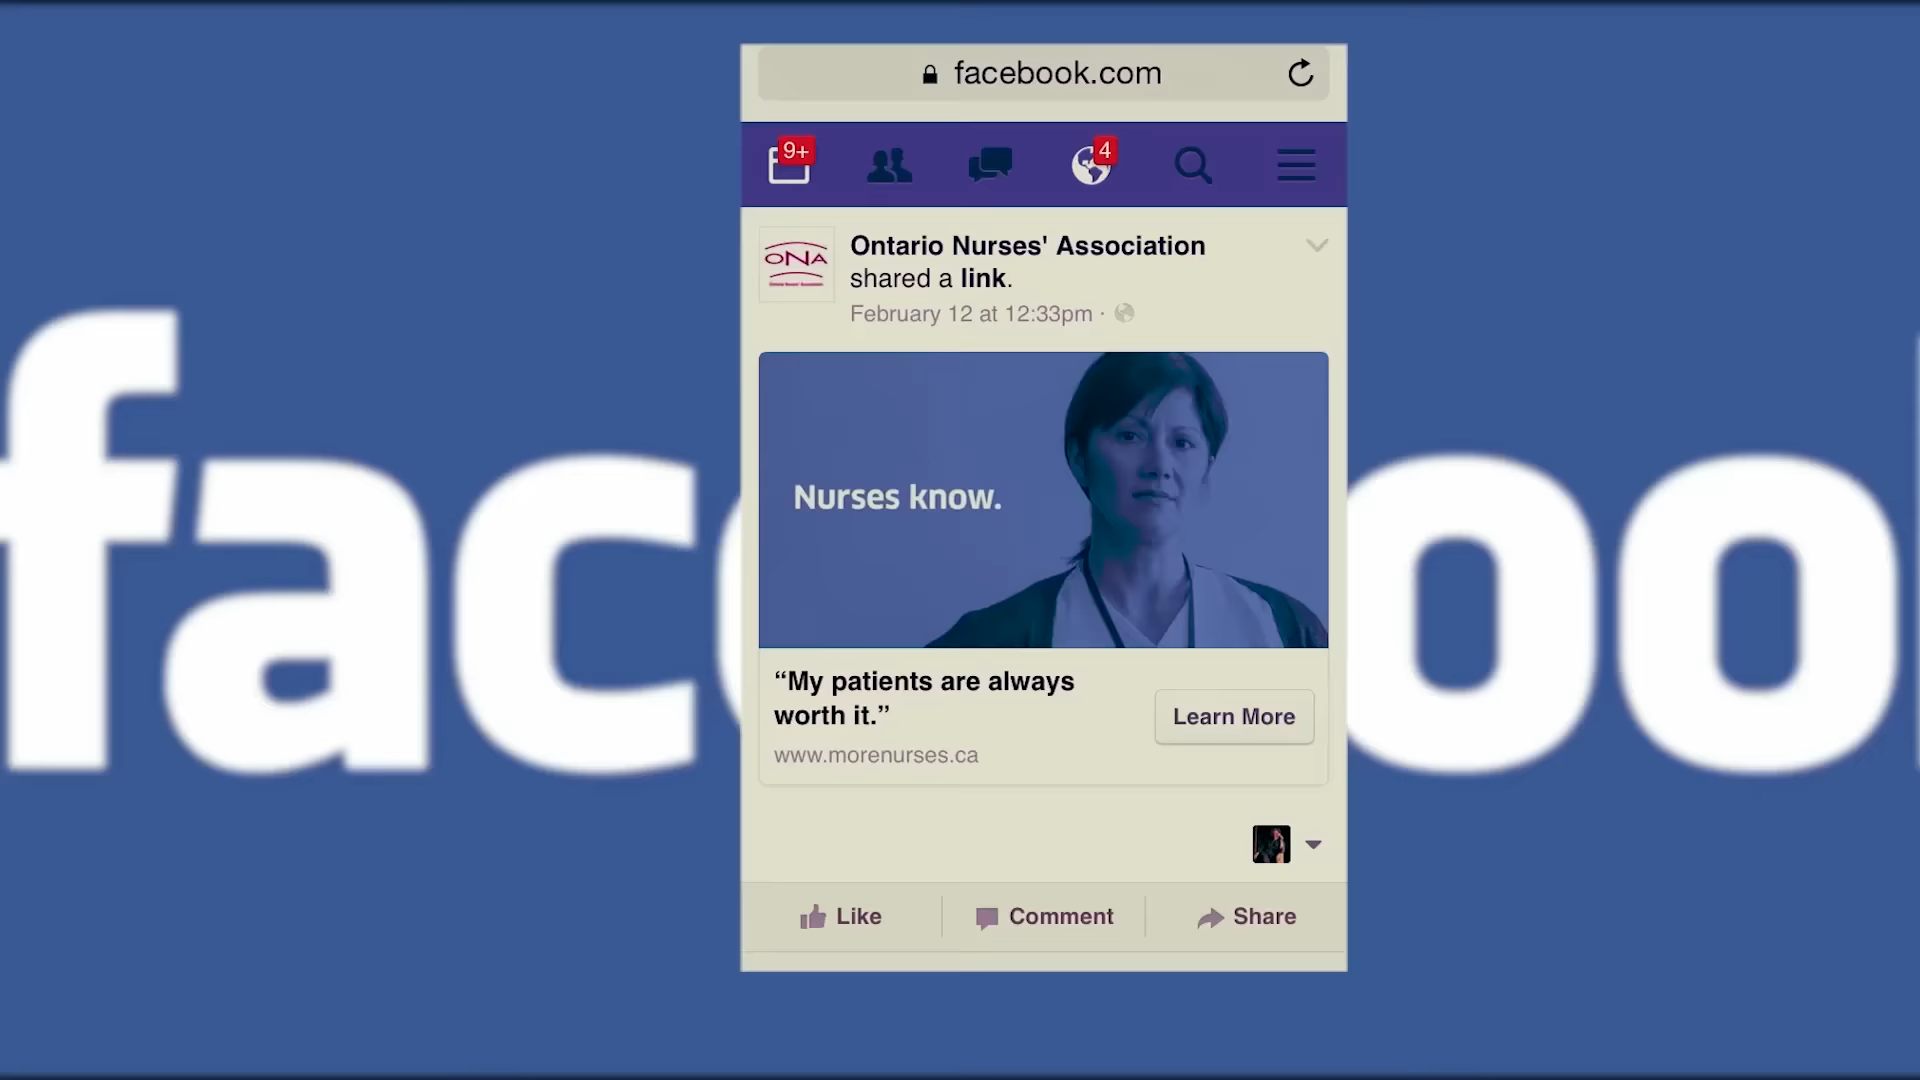 facebook.com
9+
4
ONA
Ontario Nurses' Association
shared a link.
February 12 at 12:33pm ·
Nurses know.
“My patients are always
worth it.”
Learn More
www.morenurses.ca
Like
Comment
Share
fac
oo